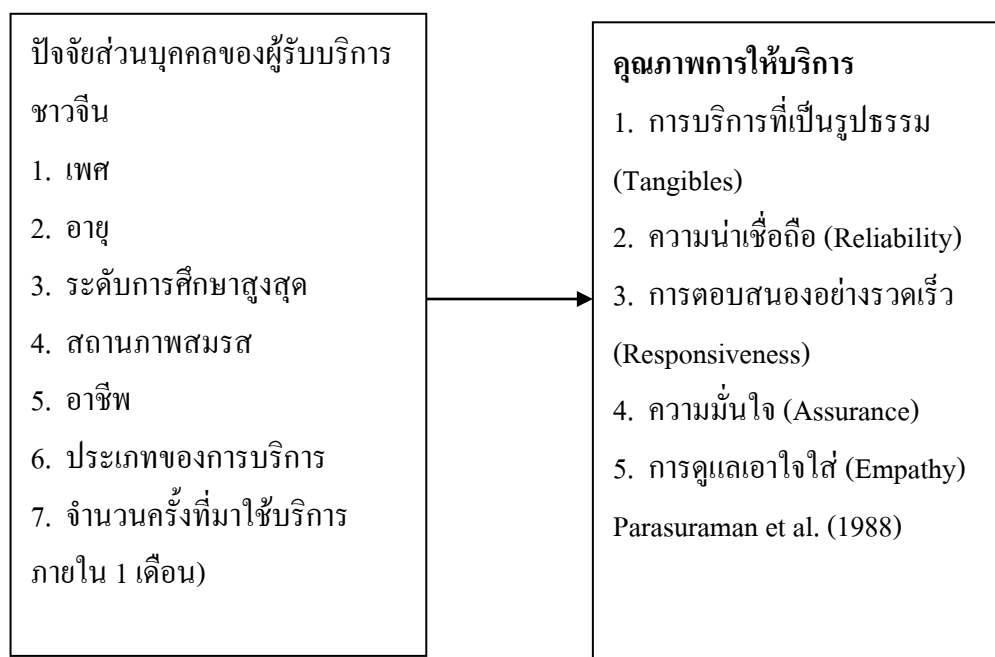 ปัจจัยส่วนบุคคลของผู้รับบริการ
ชาวจีน
1. เพศ
2. อายุ
3. ระดับการศึกษาสูงสุด
4. สถานภาพสมรส
5. อาชีพ
6. ประเภทของการบริการ
7. จำนวนครั้งที่มาใช้บริการ
ภายใน 1 เดือน)
คุณภาพการให้บริการ
1. การบริการที่เป็นรูปธรรม
(Tangibles)
2. ความน่าเชื่อถือ (Reliability)
3. การตอบสนองอย่างรวดเร็ว
(Responsiveness)
4. ความมั่นใจ (Assurance)
5. การดูแลเอาใจใส่ (Empathy)
Parasuraman et al. (1988)